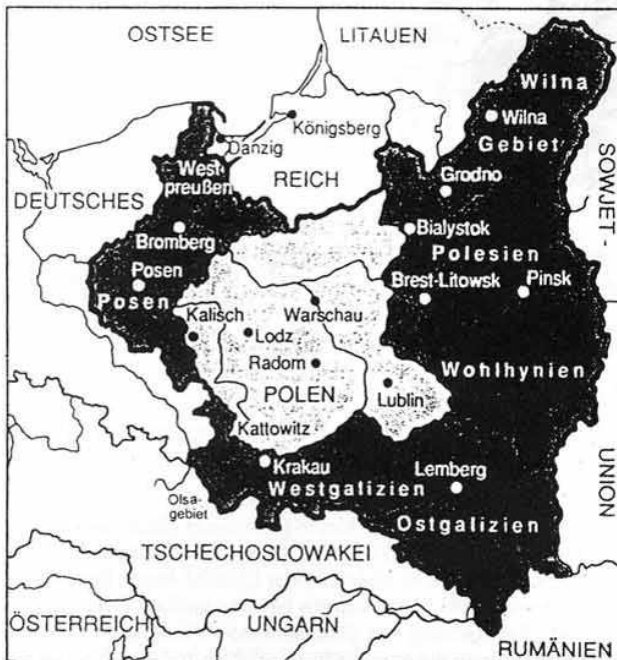 OSTSEE
LITAUEN
Wilna
Wilna
Königsberg
Danzig
Gebiet
West-
preußen
REICH
Grodno
SOWJET-
DEUTSCHES
Bromberg
Bialystok
Polesien
Posen
Brest-Litowsk
Pinsk
Posen
Kalisch
Warschau
Lodz
Radom
Wohlhynien
POLEN
Lublin
Kattowitz
UNION
Krakau
Lemberg
Westgalizien
Olsa-
gebiet
Ostgalizien
TSCHECHOSLOWAKEI
ÖSTERREICH
UNGARN
RUMÄNIEN